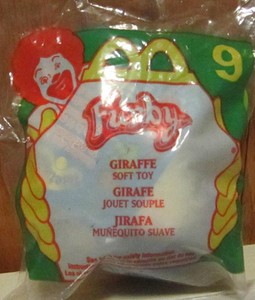 9
Furby
GIRAFFE
SOFT TOY
GIRAFE
JOUET SOUPLE
JIRAFA
MUÑEQUITO SUAVE